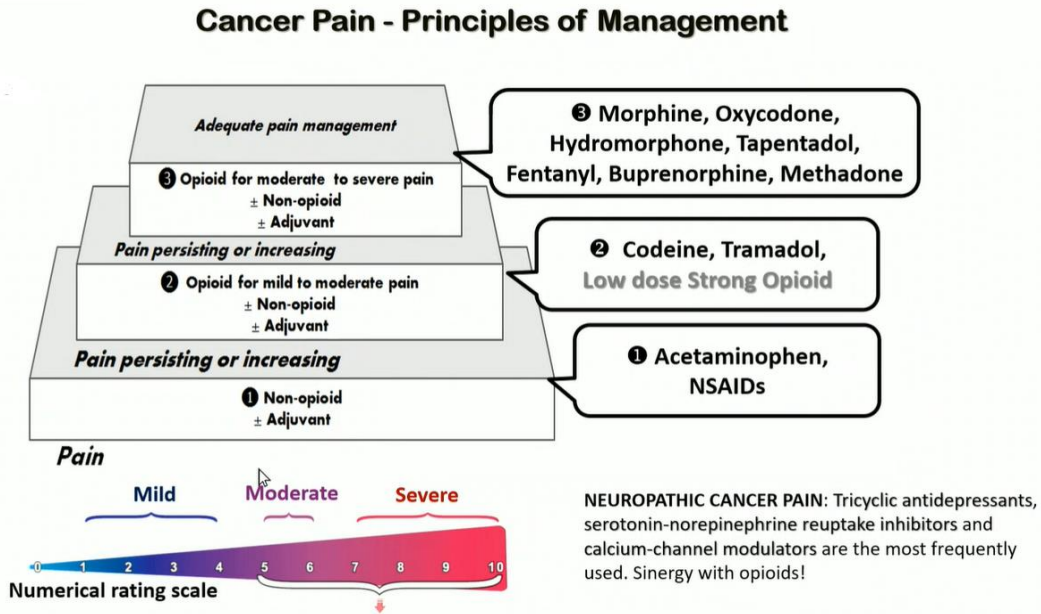 Cancer Pain - Principles of Management
Adequate pain management
❸ Opioid for moderate to severe pain
± Non-opioid
± Adjuvant
Pain persisting or increasing
❷ Opioid for mild to moderate pain
± Non-opioid
± Adjuvant
Pain persisting or increasing
❶ Non-opioid
± Adjuvant
Pain
❸ Morphine, Oxycodone,
Hydromorphone, Tapentadol,
Fentanyl, Buprenorphine, Methadone
❷ Codeine, Tramadol,
Low dose Strong Opioid
❶ Acetaminophen,
NSAIDs
Mild Moderate Severe
0 1 2 3 4 5 6 7 8 9 10
Numerical rating scale
NEUROPATHIC CANCER PAIN: Tricyclic antidepressants,
serotonin-norepinephrine reuptake inhibitors and
calcium-channel modulators are the most frequently
used. Sinergy with opioids!